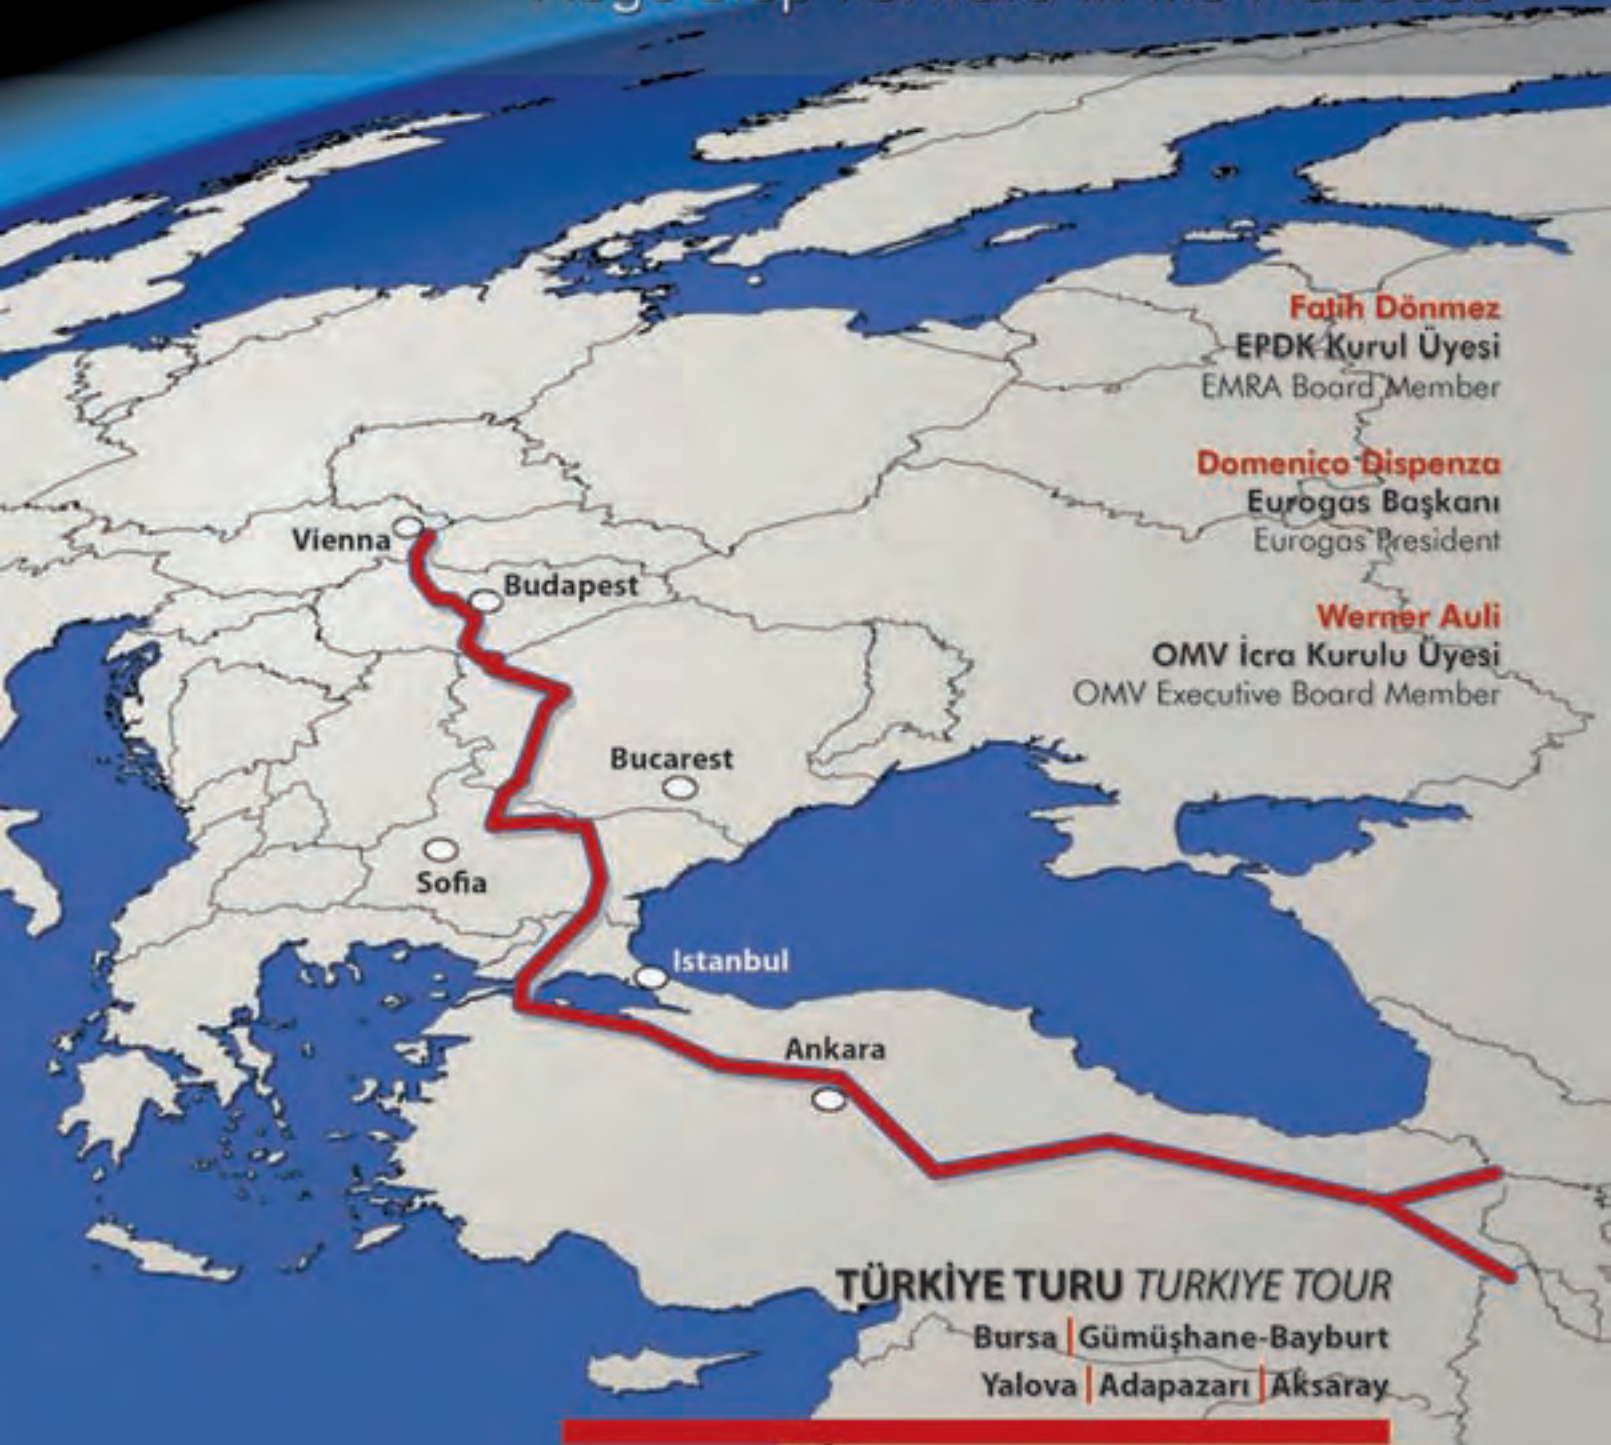 Fatih Dönmez
EPDK Kurul Üyesi
EMRA Board Member
Domenico Dispenza
Eurogas Başkanı
Eurogas President
Werner Auli
OMV İcra Kurulu Üyesi
OMV Executive Board Member
Vienna
Budapest
Bucarest
Sofia
Istanbul
Ankara
TÜRKİYE TURU TURKIYE TOUR
Bursa | Gümüşhane-Bayburt
Yalova | Adapazarı | Aksaray